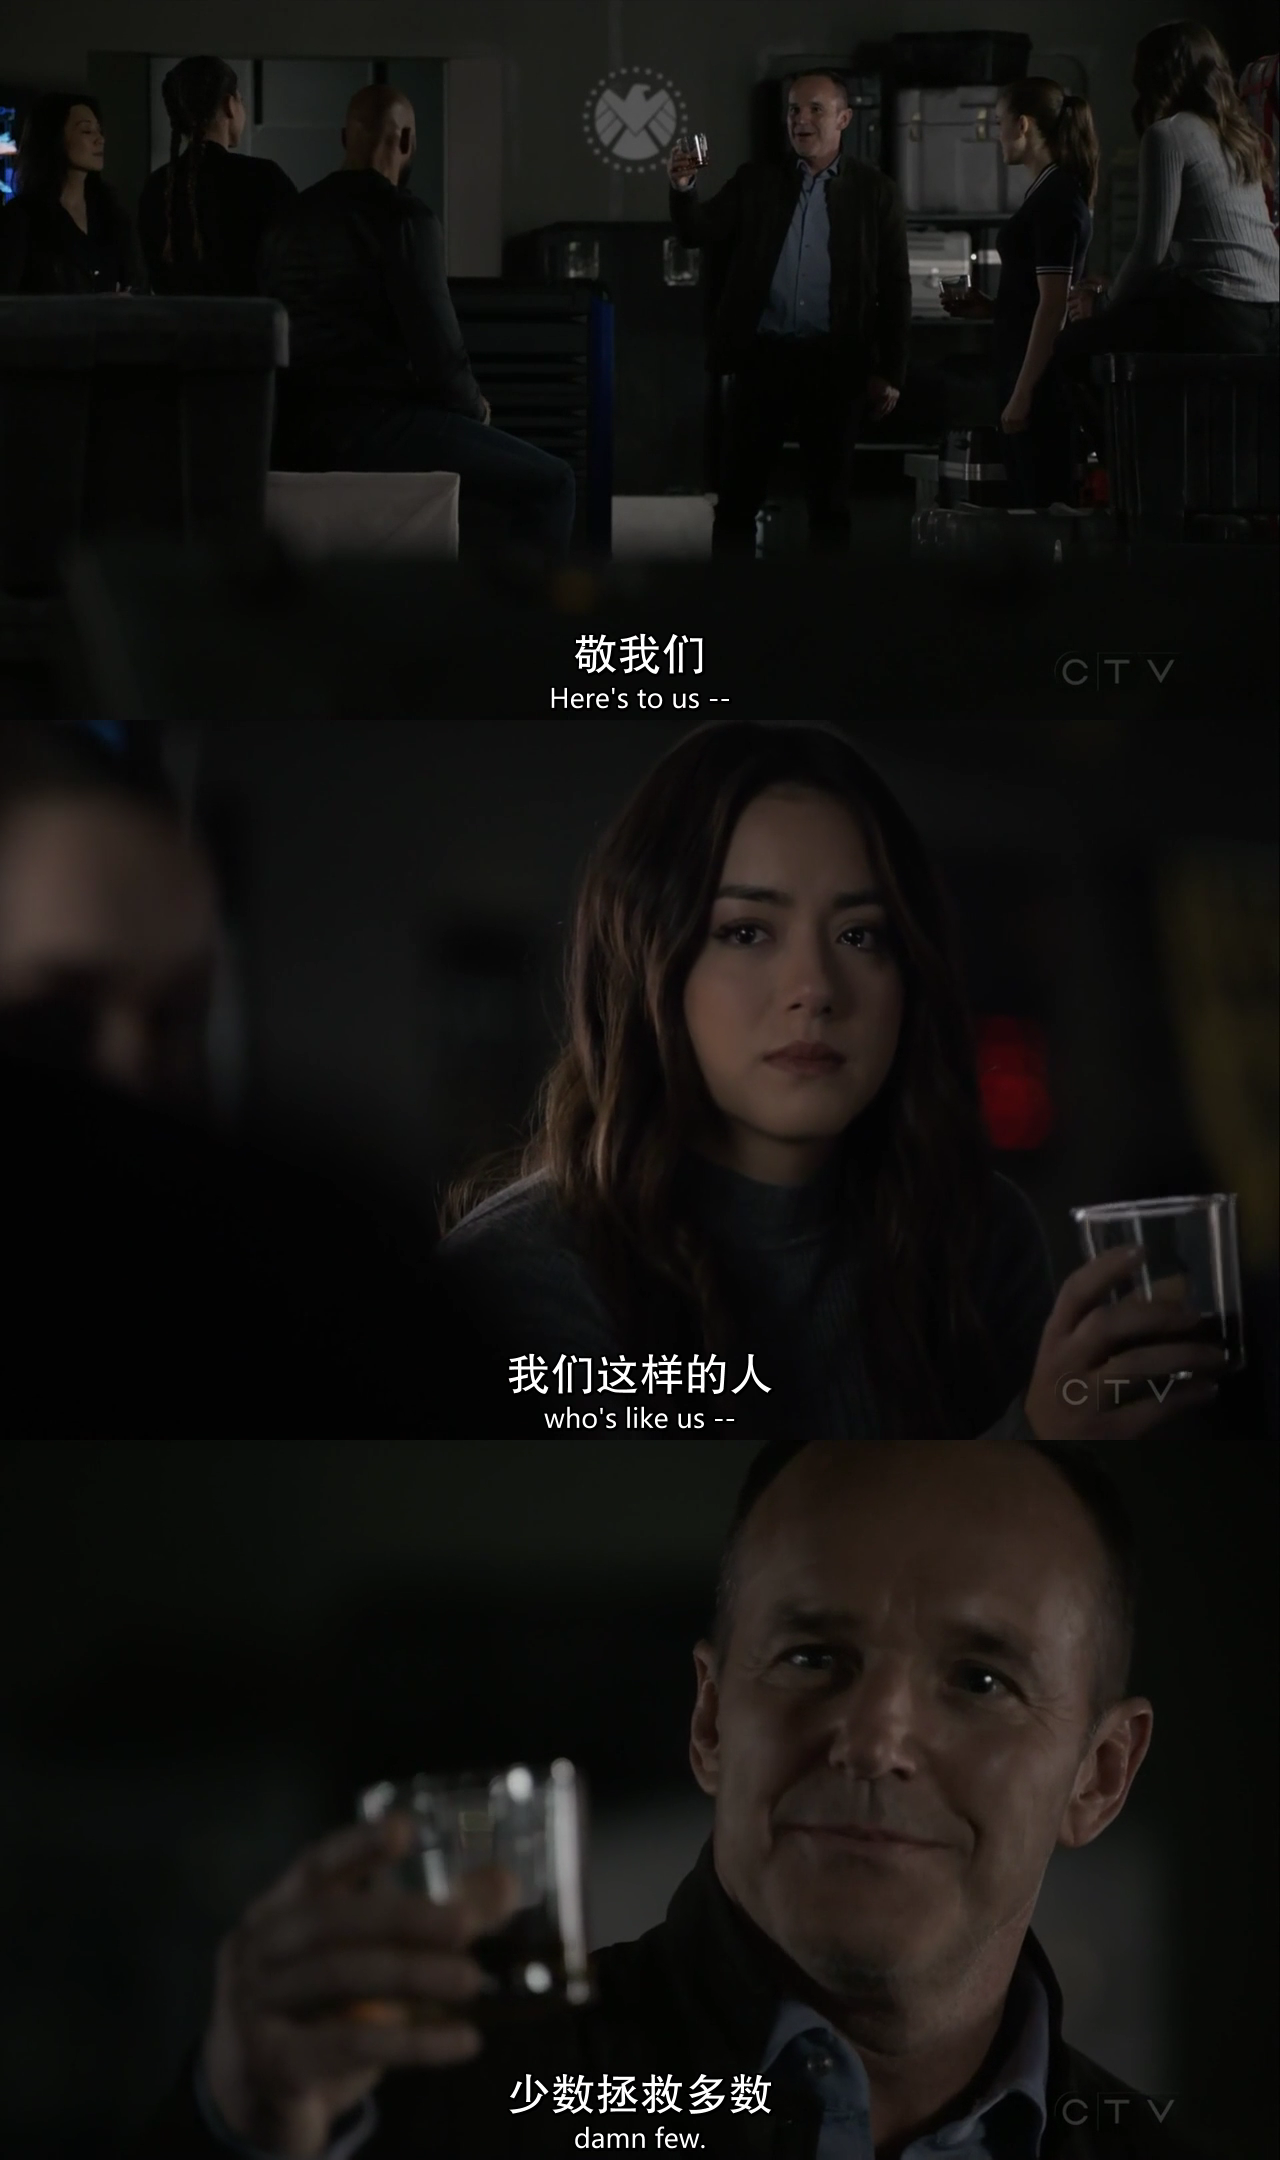 敬我们
Here's to us --
CTV
我们这样的人
who's like us --
CTV
少数拯救多数
damn few.
CTV